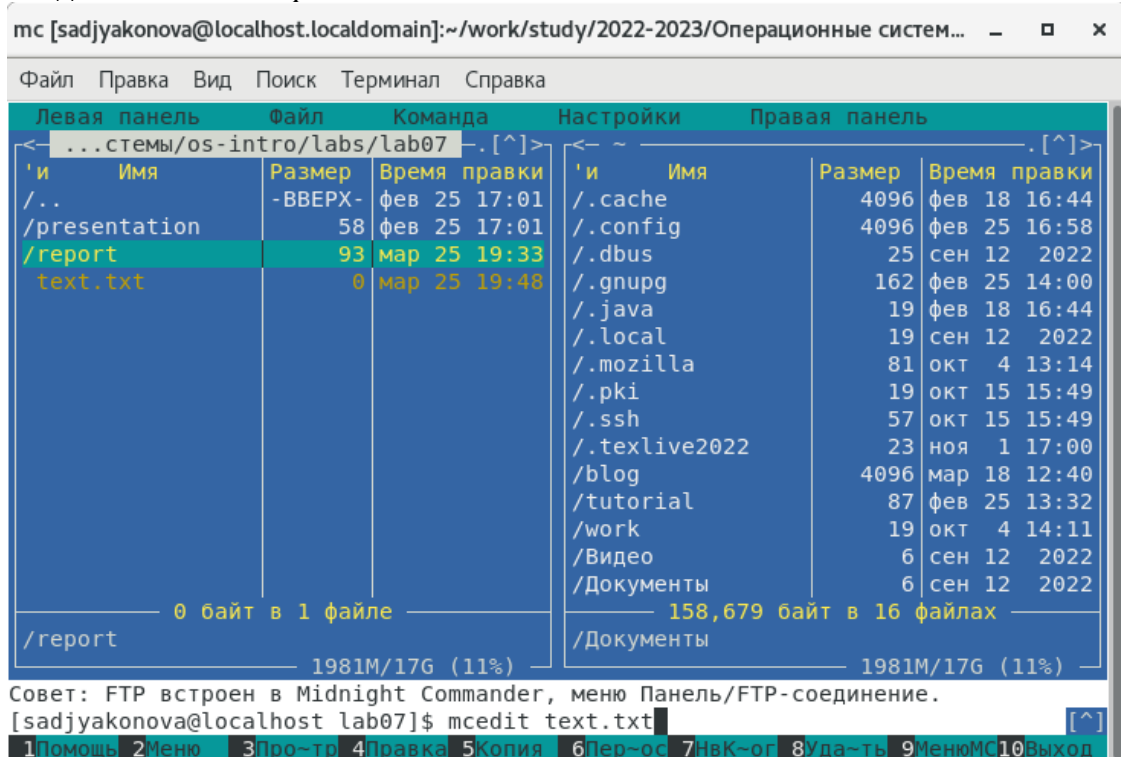 mc [sadjyakonova@localhost.localdomain]:~/work/study/2022-2023/Операционные систем...
Файл Правка Вид Поиск Терминал Справка
Левая панель Файл Команда Настройки Правая панель
<— ...стемы/os-intro/labs/lab07 —.[^]> <— ~ .[^]>
'и Имя Размер Время правки 'и Имя Размер Время правки
/.. -ВВЕРХ- фев 25 17:01 /.cache 4096 фев 18 16:44
/presentation 58 фев 25 17:01 /.config 4096 фев 25 16:58
/report 93 мар 25 19:33 /.dbus 25 сен 12 2022
text.txt 0 мар 25 19:48 /.gnupg 162 фев 25 14:00
/.java 19 фев 18 16:44
/.local 19 сен 12 2022
/.mozilla 81 окт 4 13:14
/.pki 19 окт 15 15:49
/.ssh 57 окт 15 15:49
/.texlive2022 23 ноя 1 17:00
/blog 4096 мар 18 12:40
/tutorial 87 фев 25 13:32
/work 19 окт 4 14:11
/Видео 6 сен 12 2022
/Документы 6 сен 12 2022
0 байт в 1 файле 158,679 байт в 16 файлах
/report /Документы
1981M/17G (11%) 1981M/17G (11%)
Совет: FTP встроен в Midnight Commander, меню Панель/FTP-соединение.
[sadjyakonova@localhost lab07]$ mcedit text.txt [^]
1Помощь 2Меню 3Про~тр 4Правка 5Копия 6Пер~ос 7НвК~ог 8Уда~ть 9МенюMC 10Выход